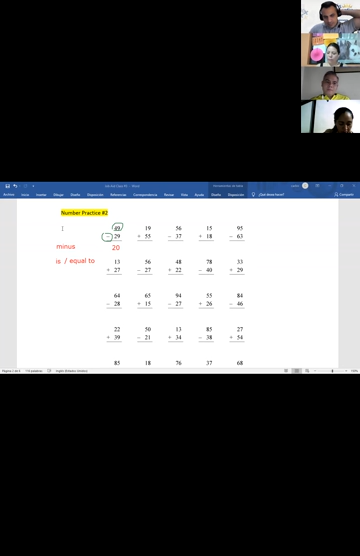 Archivo Inicio Insertar Dibujar Diseño Disposición Referencias Correspondencia Revisar Vista Ayuda Diseño Disposición
Number Practice #2
49 19 56 15 95
− 29 + 55 − 37 + 18 − 63
minus 20
is / equal to 13 56 48 78 33
+ 27 − 27 + 22 − 40 + 29
64 65 94 55 84
− 28 + 15 − 27 + 26 − 46
22 50 13 85 27
+ 39 − 21 + 34 − 38 + 54
85 18 76 37 68